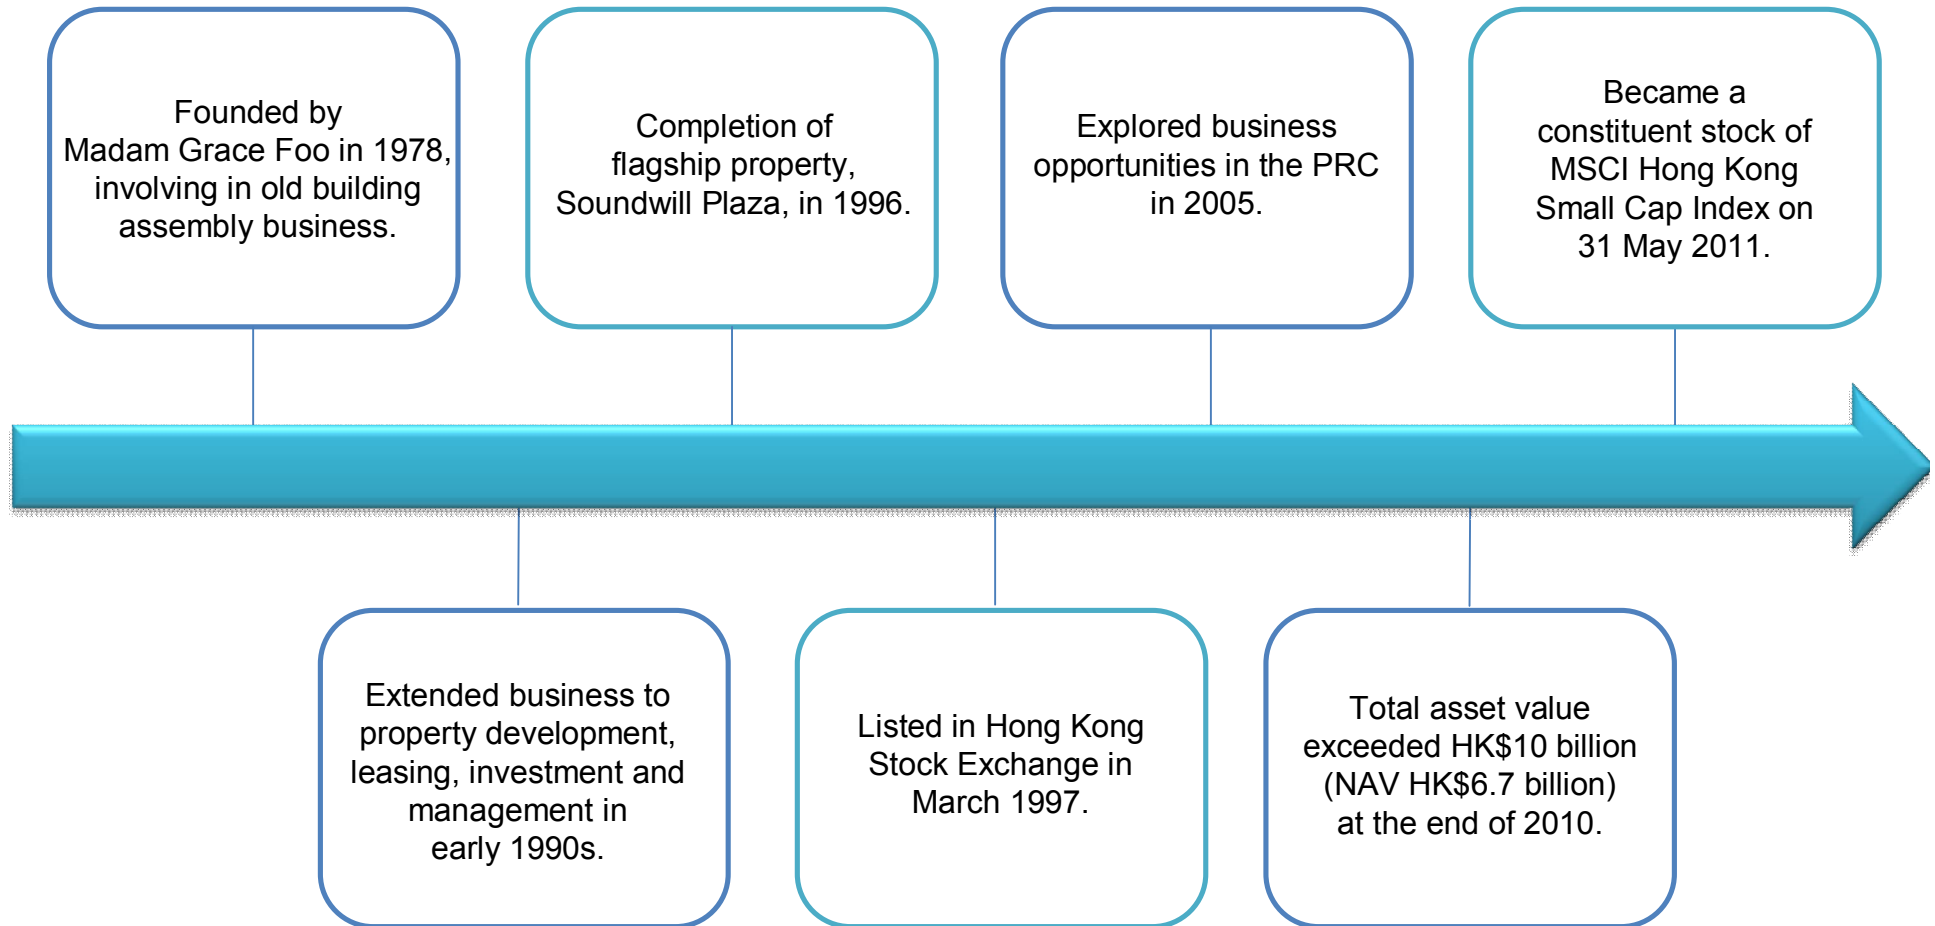 Founded by
Madam Grace Foo in 1978,
involving in old building
assembly business.
Completion of
flagship property,
Soundwill Plaza, in 1996.
Explored business
opportunities in the PRC
in 2005.
Became a
constituent stock of
MSCI Hong Kong
Small Cap Index on
31 May 2011.
Extended business to
property development,
leasing, investment and
management in
early 1990s.
Listed in Hong Kong
Stock Exchange in
March 1997.
Total asset value
exceeded HK$10 billion
(NAV HK$6.7 billion)
at the end of 2010.